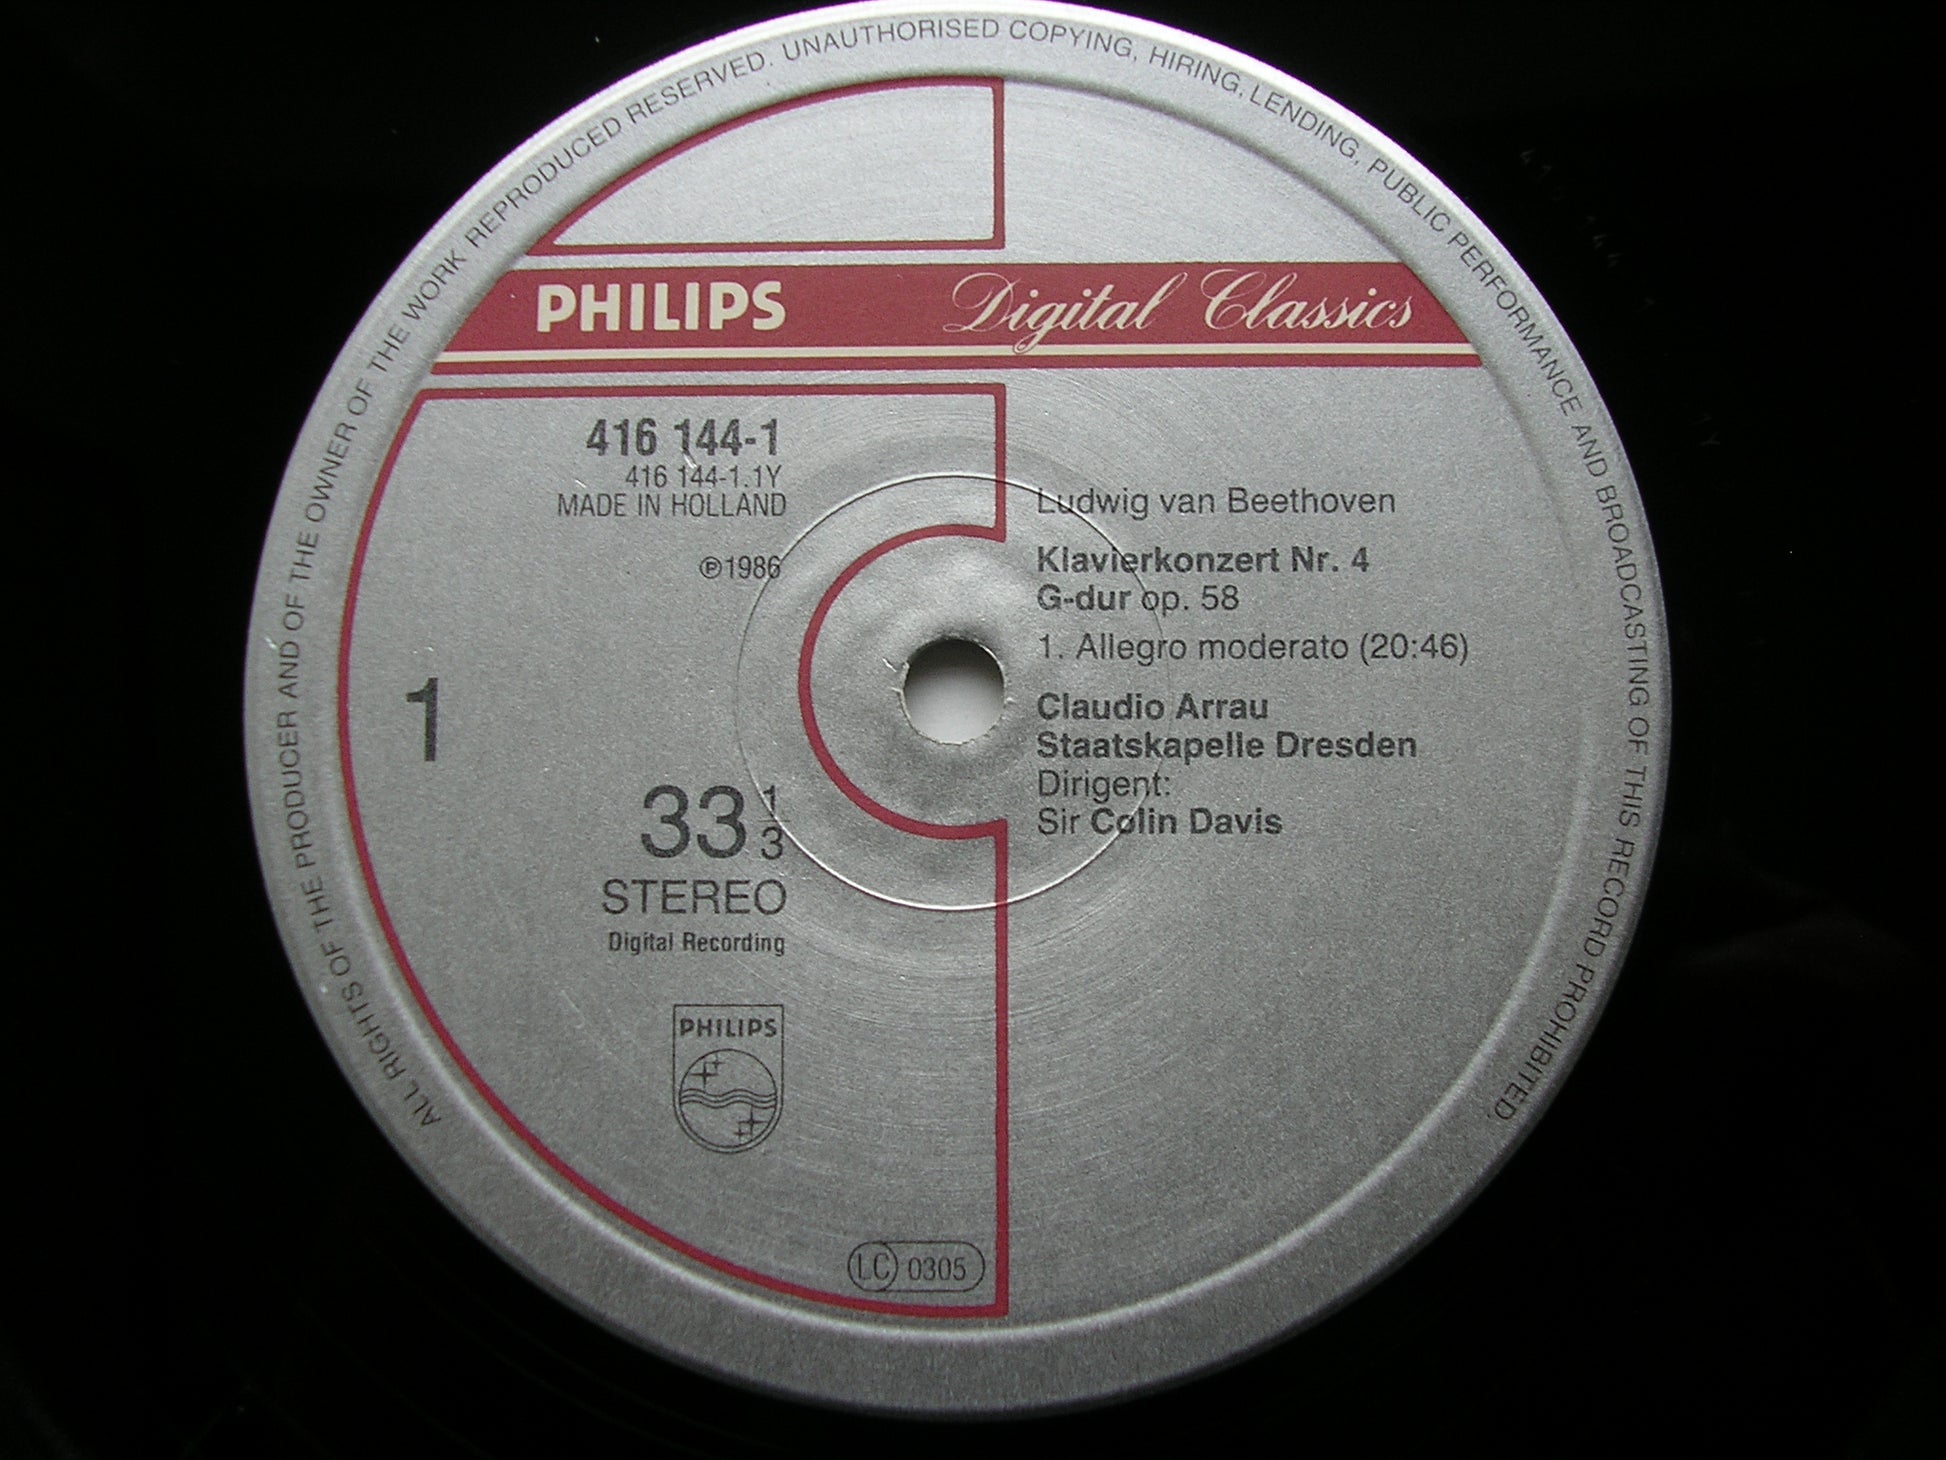 ALL RIGHTS OF THE PRODUCER AND OF THE OWNER OF THE WORK REPRODUCED RESERVED. UNAUTHORISED COPYING, HIRING, LENDING, PUBLIC PERFORMANCE AND BROADCASTING OF THIS RECORD PROHIBITED.
PHILIPS Digital Classics
416 144-1
416 144-1.1Y
MADE IN HOLLAND
℗1986
1
33 1/3
STEREO
Digital Recording
PHILIPS
LC 0305
Ludwig van Beethoven
Klavierkonzert Nr. 4
G-dur op. 58
1. Allegro moderato (20:46)
Claudio Arrau
Staatskapelle Dresden
Dirigent:
Sir Colin Davis